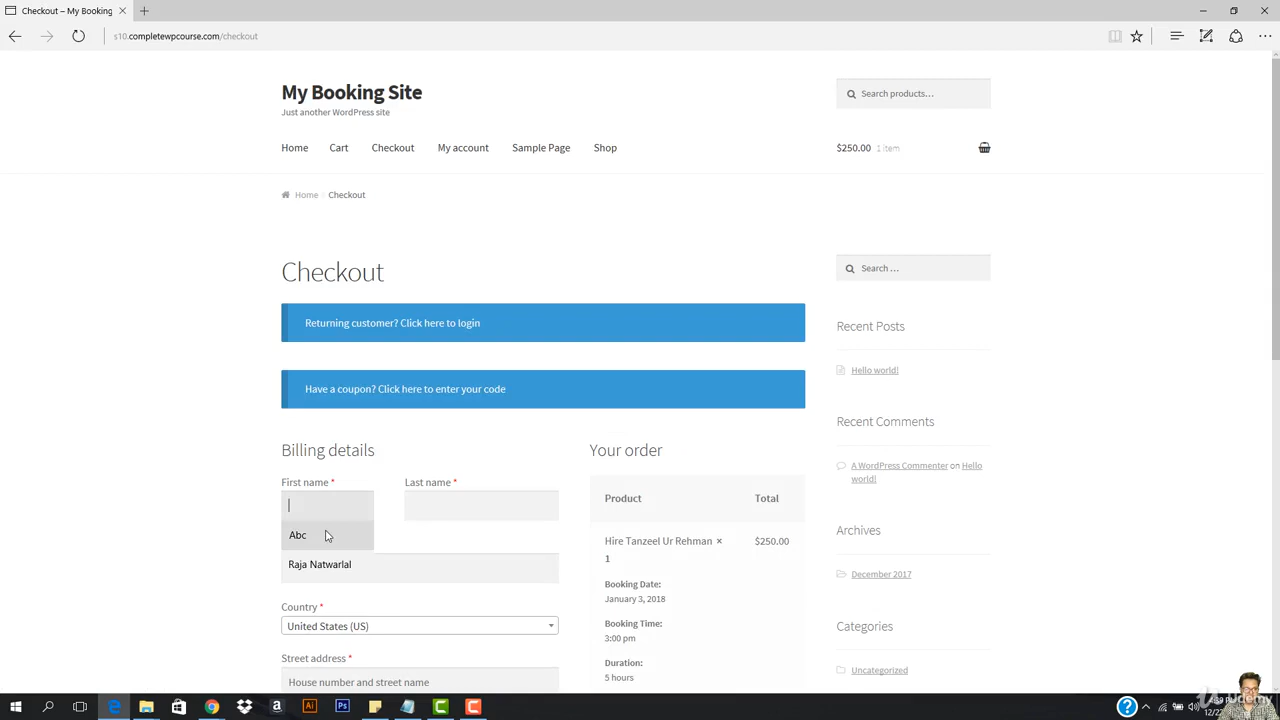 Checkout – My Booking
s10.completewpcourse.com/checkout
My Booking Site
Just another WordPress site
Search products…
Home Cart Checkout My account Sample Page Shop
$250.00 1 item
Home / Checkout
Checkout
Search …
Returning customer? Click here to login
Have a coupon? Click here to enter your code
Recent Posts
Hello world!
Recent Comments
A WordPress Commenter on Hello
world!
Archives
December 2017
Categories
Uncategorized
Billing details
First name *
Last name *
Abc
Raja Natwarlal
Country *
United States (US)
Street address *
House number and street name
Your order
Product Total
Hire Tanzeel Ur Rehman × $250.00
1
Booking Date:
January 3, 2018
Booking Time:
3:00 pm
Duration:
5 hours